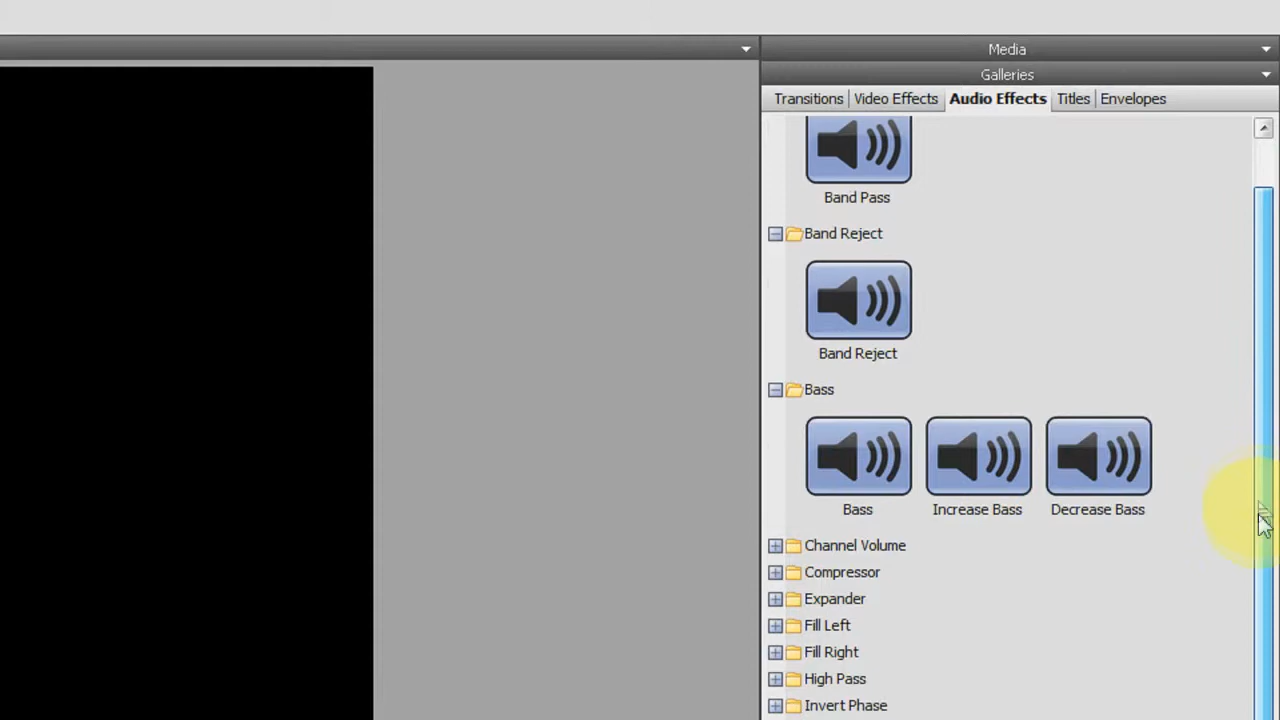 Media
Galleries
Transitions Video Effects Audio Effects Titles Envelopes
Band Pass
Band Reject
Band Reject
Bass
Bass Increase Bass Decrease Bass
Channel Volume
Compressor
Expander
Fill Left
Fill Right
High Pass
Invert Phase